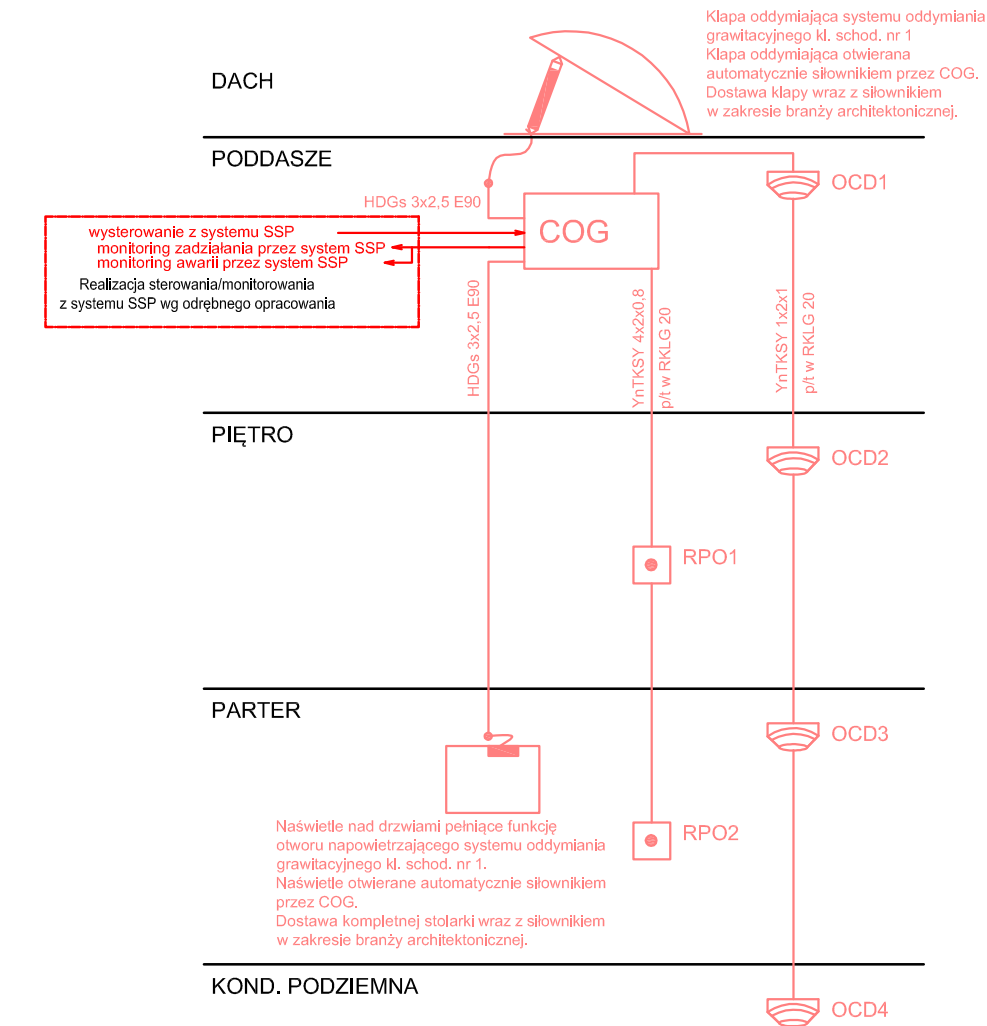 Klapa oddymiająca systemu oddymiania
grawitacyjnego kl. schod. nr 1
Klapa oddymiająca otwierana
automatycznie siłownikiem przez COG.
Dostawa klapy wraz z siłownikiem
w zakresie branży architektonicznej.
DACH
PODDASZE
OCD1
HDGs 3x2,5 E90
COG
wysterowanie z systemu SSP
monitoring zadziałania przez system SSP
monitoring awarii przez system SSP
Realizacja sterowania/monitorowania
z systemu SSP wg odrębnego opracowania
HDGs 3x2,5 E90
YnTKSY 4x2x0,8
p/t w RKLG 20
YnTKSY 1x2x1
p/t w RKLG 20
PIĘTRO
OCD2
RPO1
PARTER
OCD3
RPO2
Naświetle nad drzwiami pełniące funkcję
otworu napowietrzającego systemu oddymiania
grawitacyjnego kl. schod. nr 1.
Naświetle otwierane automatycznie siłownikiem
przez COG.
Dostawa kompletnej stolarki wraz z siłownikiem
w zakresie branży architektonicznej.
KOND. PODZIEMNA
OCD4